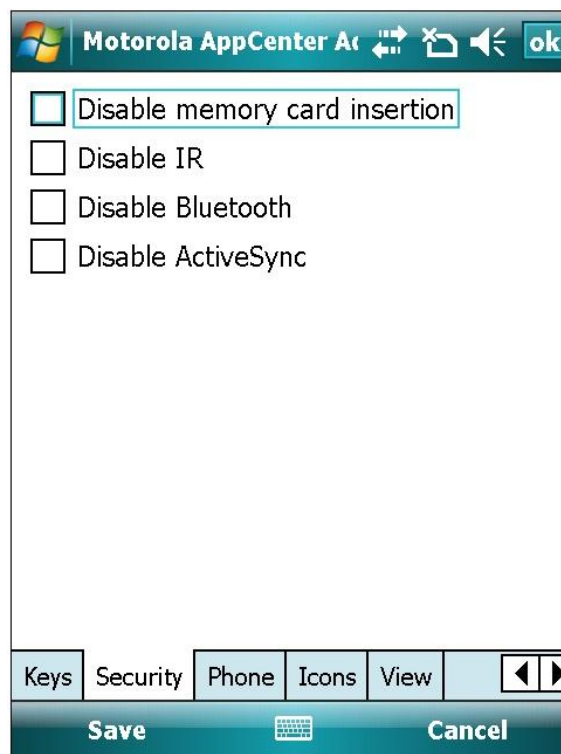 Motorola AppCenter Ac ok
Disable memory card insertion
Disable IR
Disable Bluetooth
Disable ActiveSync
Keys Security Phone Icons View
Save Cancel